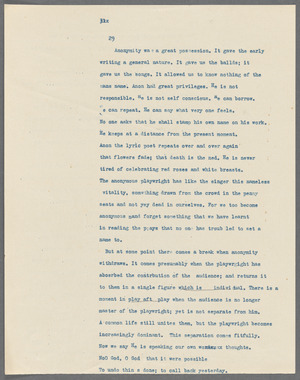 25
Anonymity was a great possession. It gave the early
writing a general nature. It gave us the ballds; it
gave us the songs. It allowed us to know nothing of the
name. Anon had great privileges. He is not
responsible. He is not self conscious. He can borrow.
He can repeat. He can say what every one feels.
No one asks that he shall stamp his own name on his work.
He keeps at a distance from the present moment.
Anon the lyric poet repeats over and over again
that flowers fade; that death is the end. He is never
tired of celebrating red roses and white breasts.
The anonymous playwright has like the singer this nameless
vitality, something drawn from the crowd in the penny
seats and not yet dead in ourselves. For we too become
anonymous and forget something that we have learnt
in reading the plays that no one has troubled to set a
name to.
But at some point there comes a break when anonymity
withdraws. It comes presumably when the playwright has
absorbed the contribution of the audience; and returns it
to them in a single figure which is individual. There is a
moment in play aft play when the audience is no longer
master of the playwright; yet is not separate from him.
A common life still unites them, but the playwright becomes
increasingly dominant. This separation comes fitfully.
Now we say He is speaking our own thoughts.
God, O God that it were possible
To undo this done; to call back yesterday.